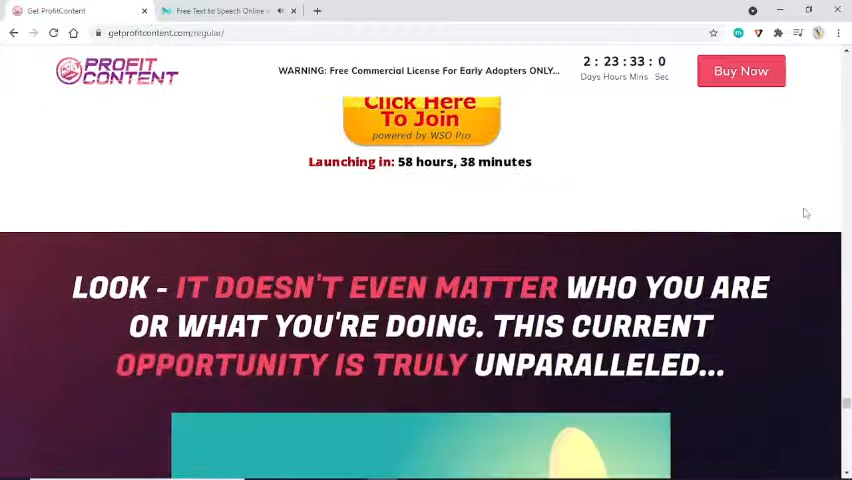 Get ProfitContent
Free Text to Speech Online
getprofitcontent.com/regular/
PROFIT
CONTENT
WARNING: Free Commercial License For Early Adopters ONLY...
2 : 23 : 33 : 0
Days Hours Mins Sec
Buy Now
Click Here
To Join
powered by WSO Pro
Launching in: 58 hours, 38 minutes
LOOK - IT DOESN'T EVEN MATTER WHO YOU ARE
OR WHAT YOU'RE DOING. THIS CURRENT
OPPORTUNITY IS TRULY UNPARALLELED...